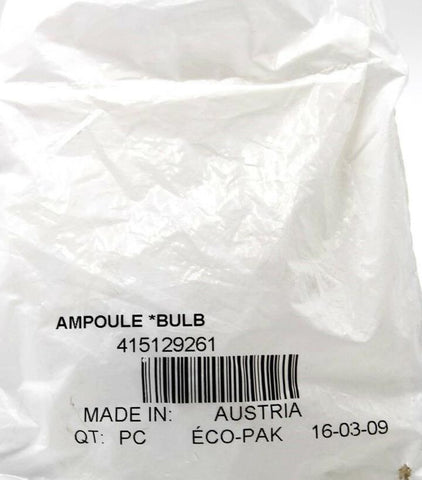 AMPOULE *BULB
415129261
MADE IN: AUSTRIA
QT: PC ÉCO-PAK 16-03-09